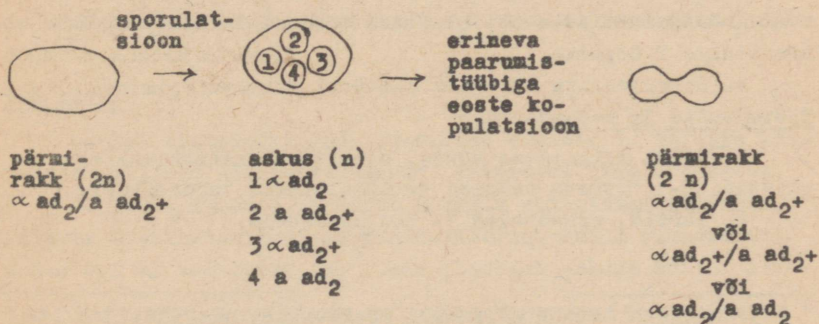 sporulat-
sioon
1 2 3 4
erineva
paarumis-
tüübiga
eoste ko-
pulatsioon
pärmi-
rakk (2n)
∝ad₂/a ad₂+
askus (n)
1∝ad₂
2 a ad₂+
3∝ad₂+
4 a ad₂
pärmirakk
(2 n)
∝ad₂/a ad₂+
või
∝ad₂+/a ad₂+
või
∝ad₂/a ad₂